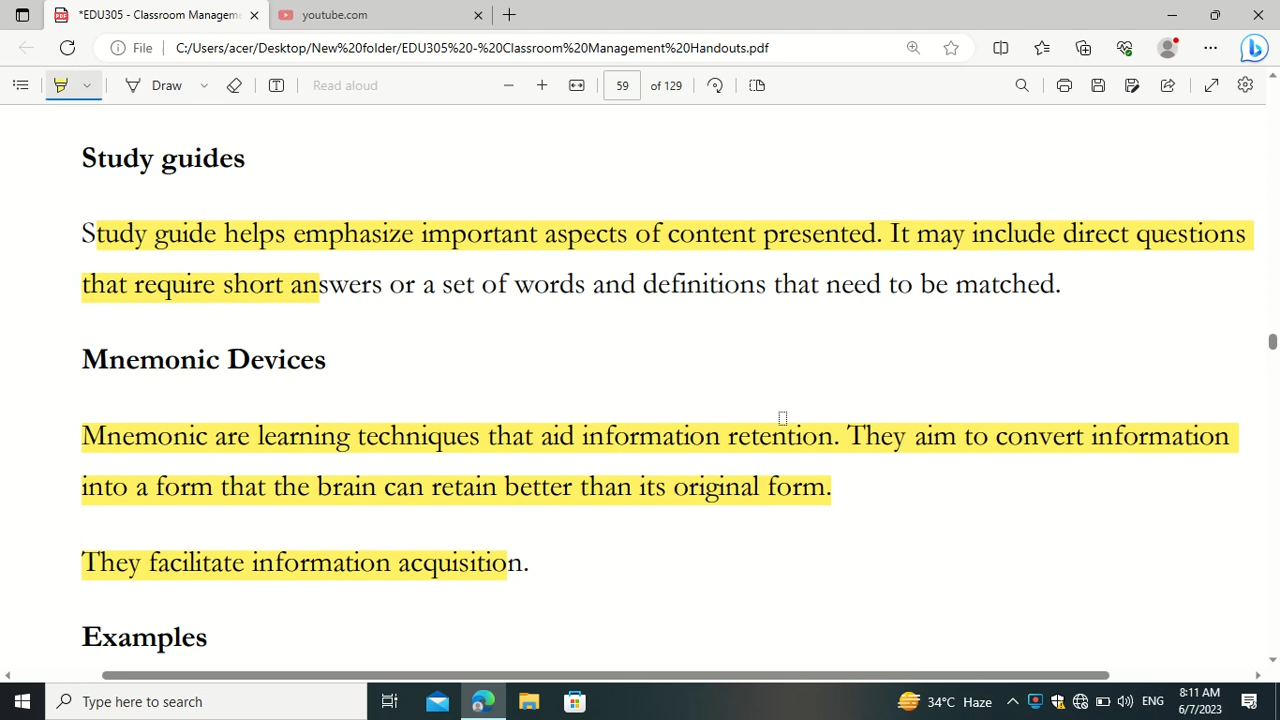 *EDU305 - Classroom Managem
youtube.com
File
C:/Users/acer/Desktop/New%20folder/EDU305%20-%20Classroom%20Management%20Handouts.pdf
Draw
Read aloud
59
of 129
Study guides
Study guide helps emphasize important aspects of content presented. It may include direct questions
that require short answers or a set of words and definitions that need to be matched.
Mnemonic Devices
Mnemonic are learning techniques that aid information retention. They aim to convert information
into a form that the brain can retain better than its original form.
They facilitate information acquisition.
Examples
Type here to search
34°C Haze
ENG
8:11 AM
6/7/2023